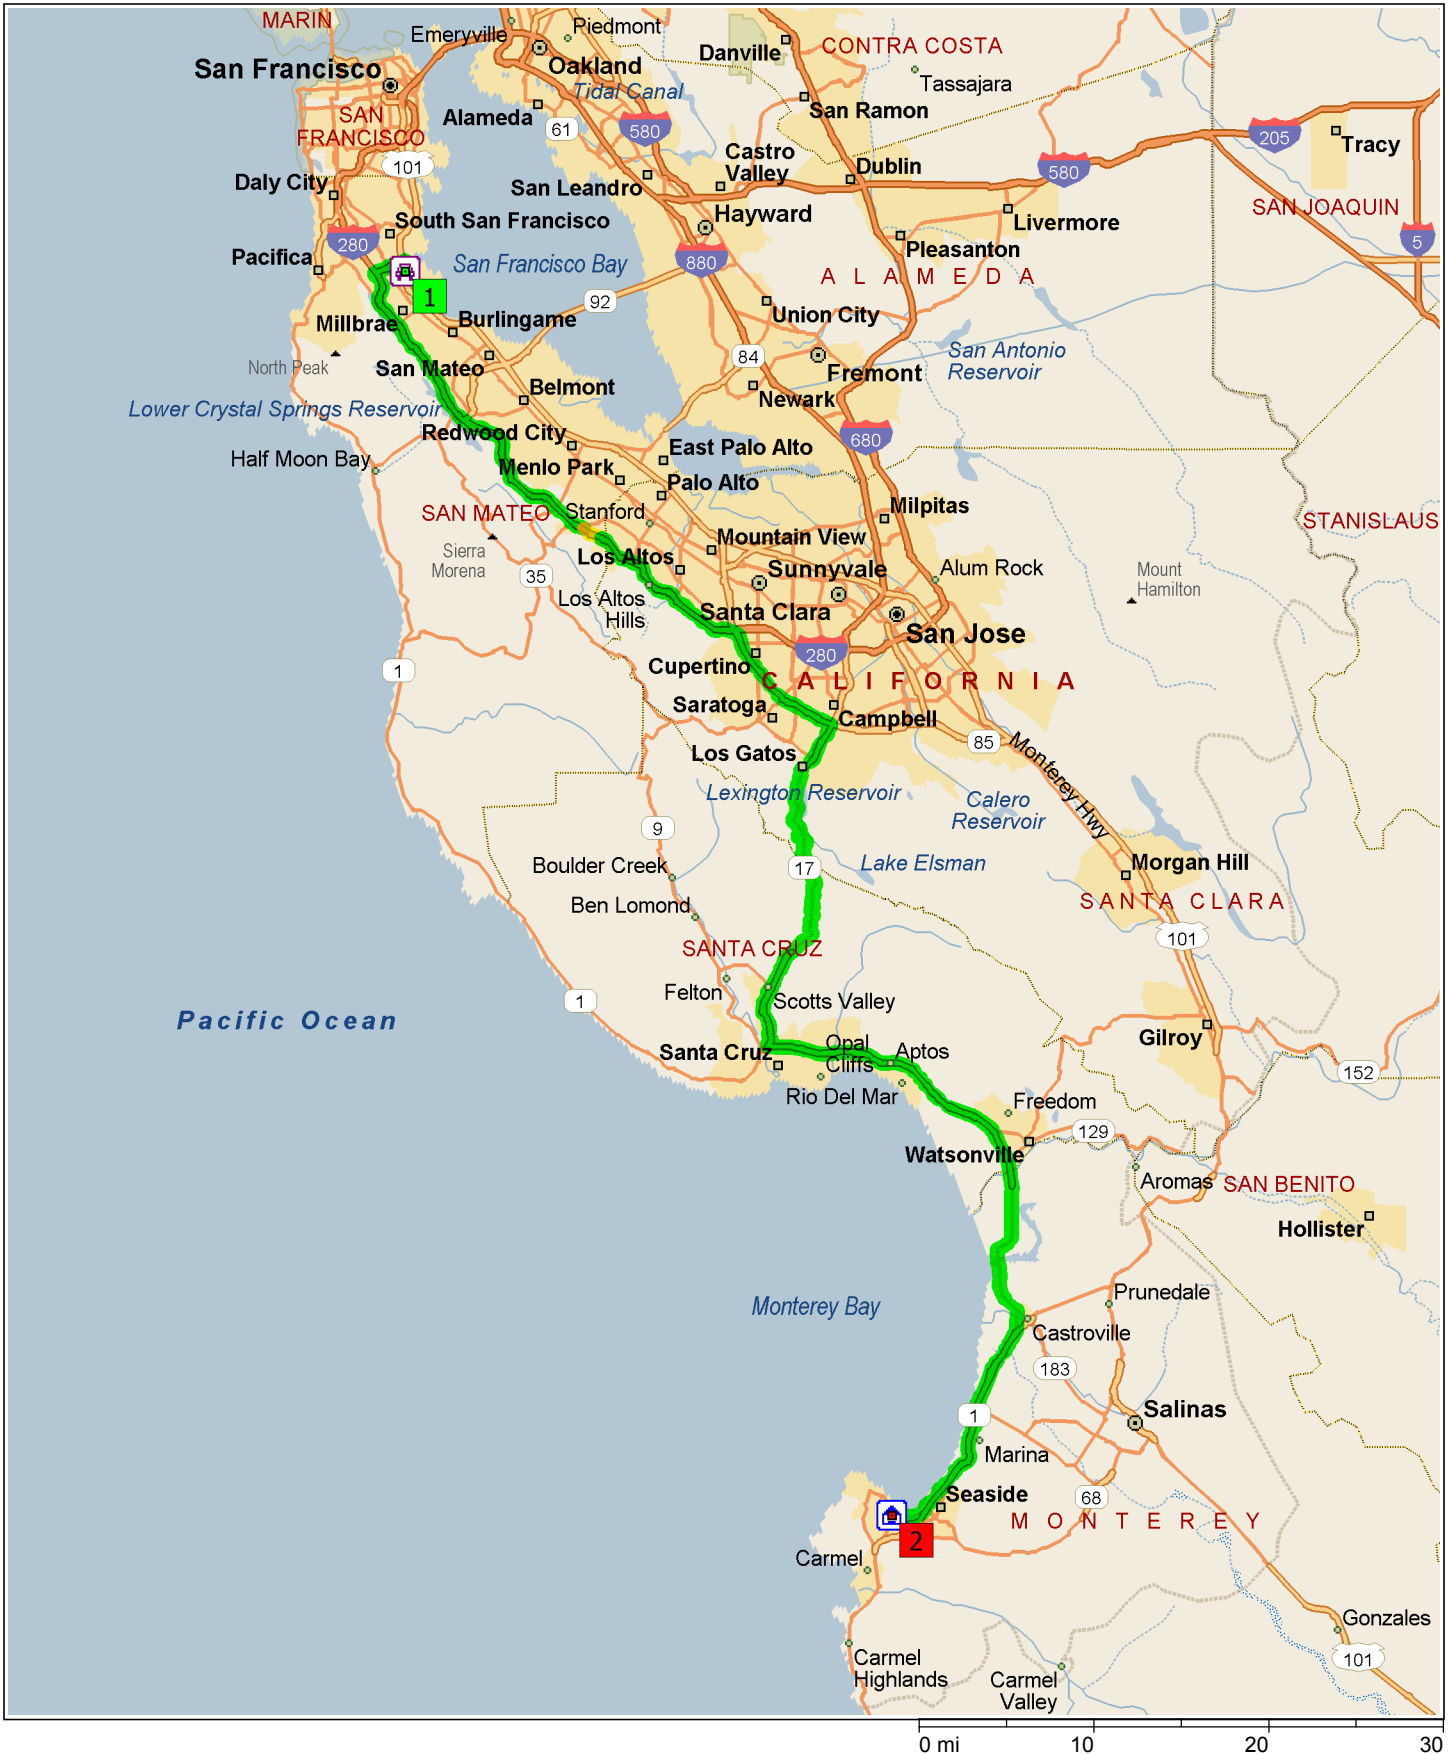 MARIN
Emeryville
Piedmont
Danville
CONTRA COSTA
San Francisco
Oakland
Tassajara
Tidal Canal
SAN
FRANCISCO
Alameda
61
580
San Ramon
205
Tracy
101
Castro
Valley
Dublin
580
Daly City
San Leandro
South San Francisco
Hayward
Livermore
SAN JOAQUIN
280
Pacifica
San Francisco Bay
880
Pleasanton
5
ALAMEDA
1
92
Millbrae
Burlingame
Union City
North Peak
San Mateo
84
San Antonio
Reservoir
Belmont
Fremont
Newark
Lower Crystal Springs Reservoir
Redwood City
680
Half Moon Bay
East Palo Alto
Menlo Park
Palo Alto
SAN MATEO
Stanford
Milpitas
STANISLAUS
Sierra
Morena
Mountain View
Los Altos
Sunnyvale
Alum Rock
Mount
Hamilton
35
Los Altos
Hills
Santa Clara
San Jose
1
Cupertino
280
CALIFORNIA
Saratoga
Campbell
Los Gatos
85
Monterey Hwy
Lexington Reservoir
Calero
Reservoir
9
Boulder Creek
17
Lake Elsman
Morgan Hill
Ben Lomond
SANTA CLARA
101
SANTA CRUZ
Felton
Scotts Valley
1
Pacific Ocean
Gilroy
Santa Cruz
Opal
Cliffs
Aptos
152
Rio Del Mar
Freedom
129
Watsonville
Aromas
SAN BENITO
Hollister
Monterey Bay
Prunedale
Castroville
183
1
Salinas
Marina
Seaside
68
MONTEREY
2
Carmel
Gonzales
101
Carmel
Highlands
Carmel
Valley
0 mi
10
20
30